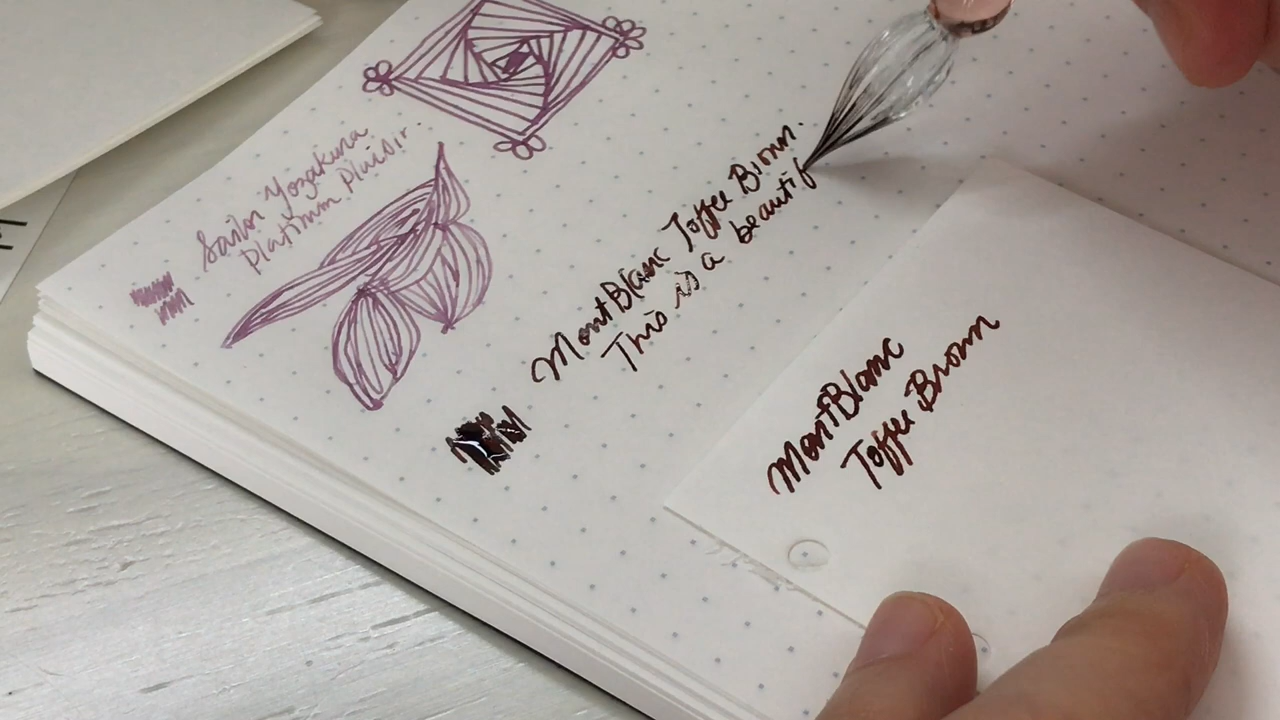 Sailor Yozakura
Platinum Plaisir.
MontBlanc Toffee Brown.
This is a beautif
MontBlanc
Toffee Brown